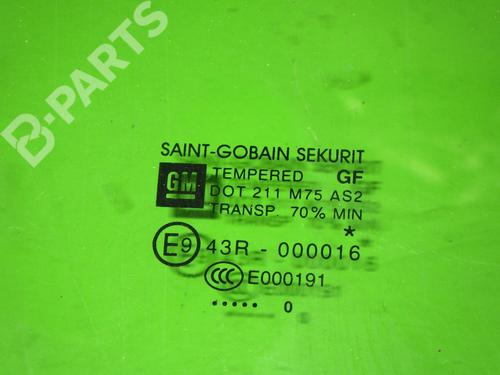 B-PARTS
SAINT-GOBAIN SEKURIT
GM TEMPERED GF
DOT 211 M75 AS2
TRANSP. 70% MIN
*
E9 43R - 000016
CCC E000191
..... 0